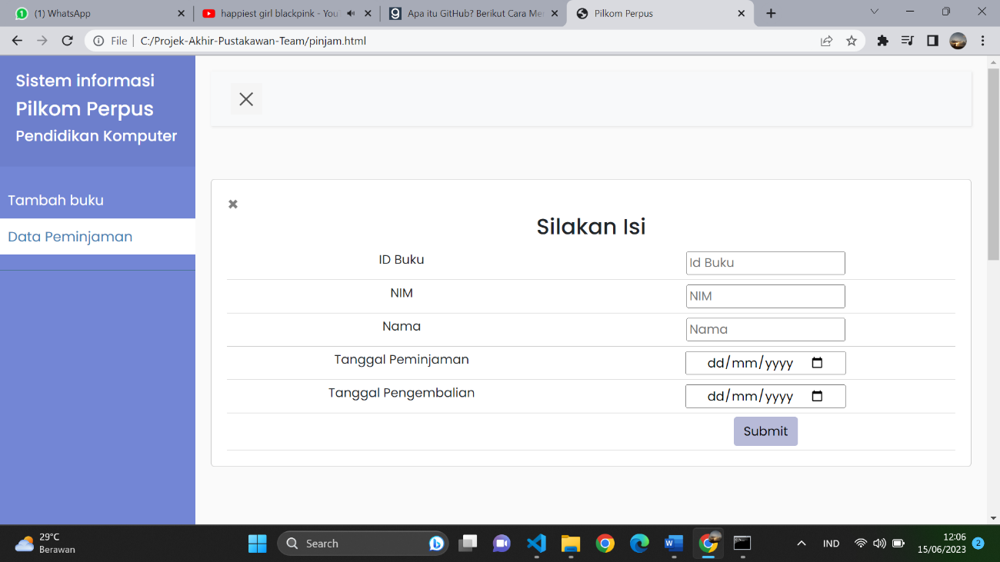 (1) WhatsApp
happiest girl blackpink - You
Apa itu GitHub? Berikut Cara Me
Pilkom Perpus
File
C:/Projek-Akhir-Pustakawan-Team/pinjam.html
Sistem informasi
Pilkom Perpus
Pendidikan Komputer
Tambah buku
Data Peminjaman
Silakan Isi
ID Buku
Id Buku
NIM
NIM
Nama
Nama
Tanggal Peminjaman
dd/mm/yyyy
Tanggal Pengembalian
dd/mm/yyyy
Submit
29°C
Berawan
Search
IND
12:06
15/06/2023
2